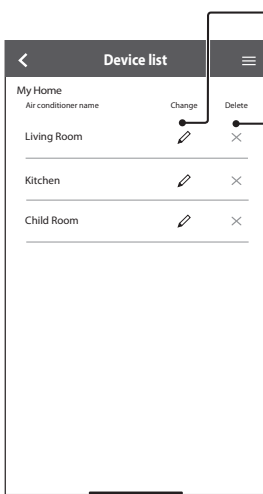 Device list
My Home
Air conditioner name Change Delete
Living Room
Kitchen
Child Room